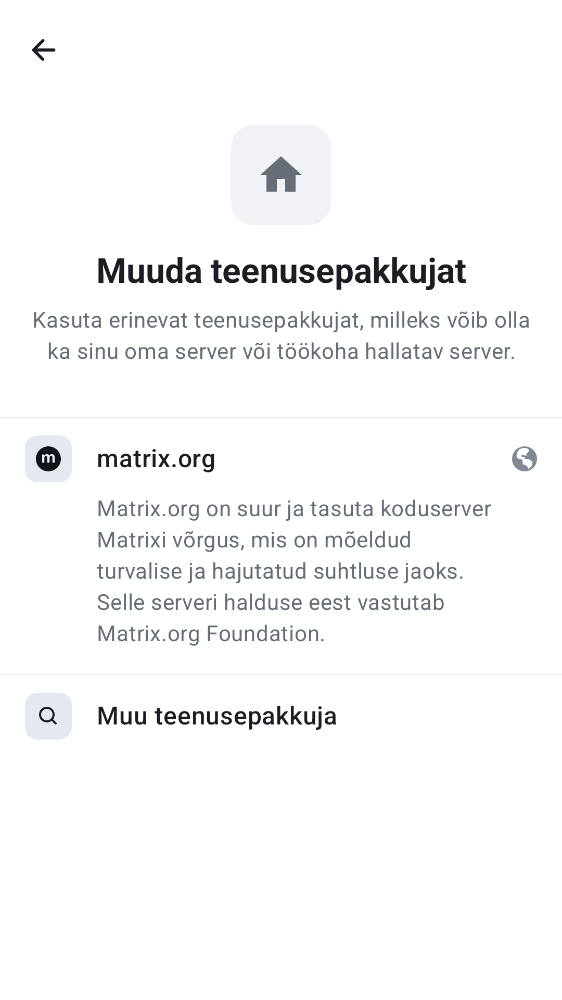 Muuda teenusepakkujat
Kasuta erinevat teenusepakkujat, milleks võib olla
ka sinu oma server või töökoha hallatav server.
m
matrix.org
Matrix.org on suur ja tasuta koduserver
Matrixi võrgus, mis on mõeldud
turvalise ja hajutatud suhtluse jaoks.
Selle serveri halduse eest vastutab
Matrix.org Foundation.
Muu teenusepakkuja